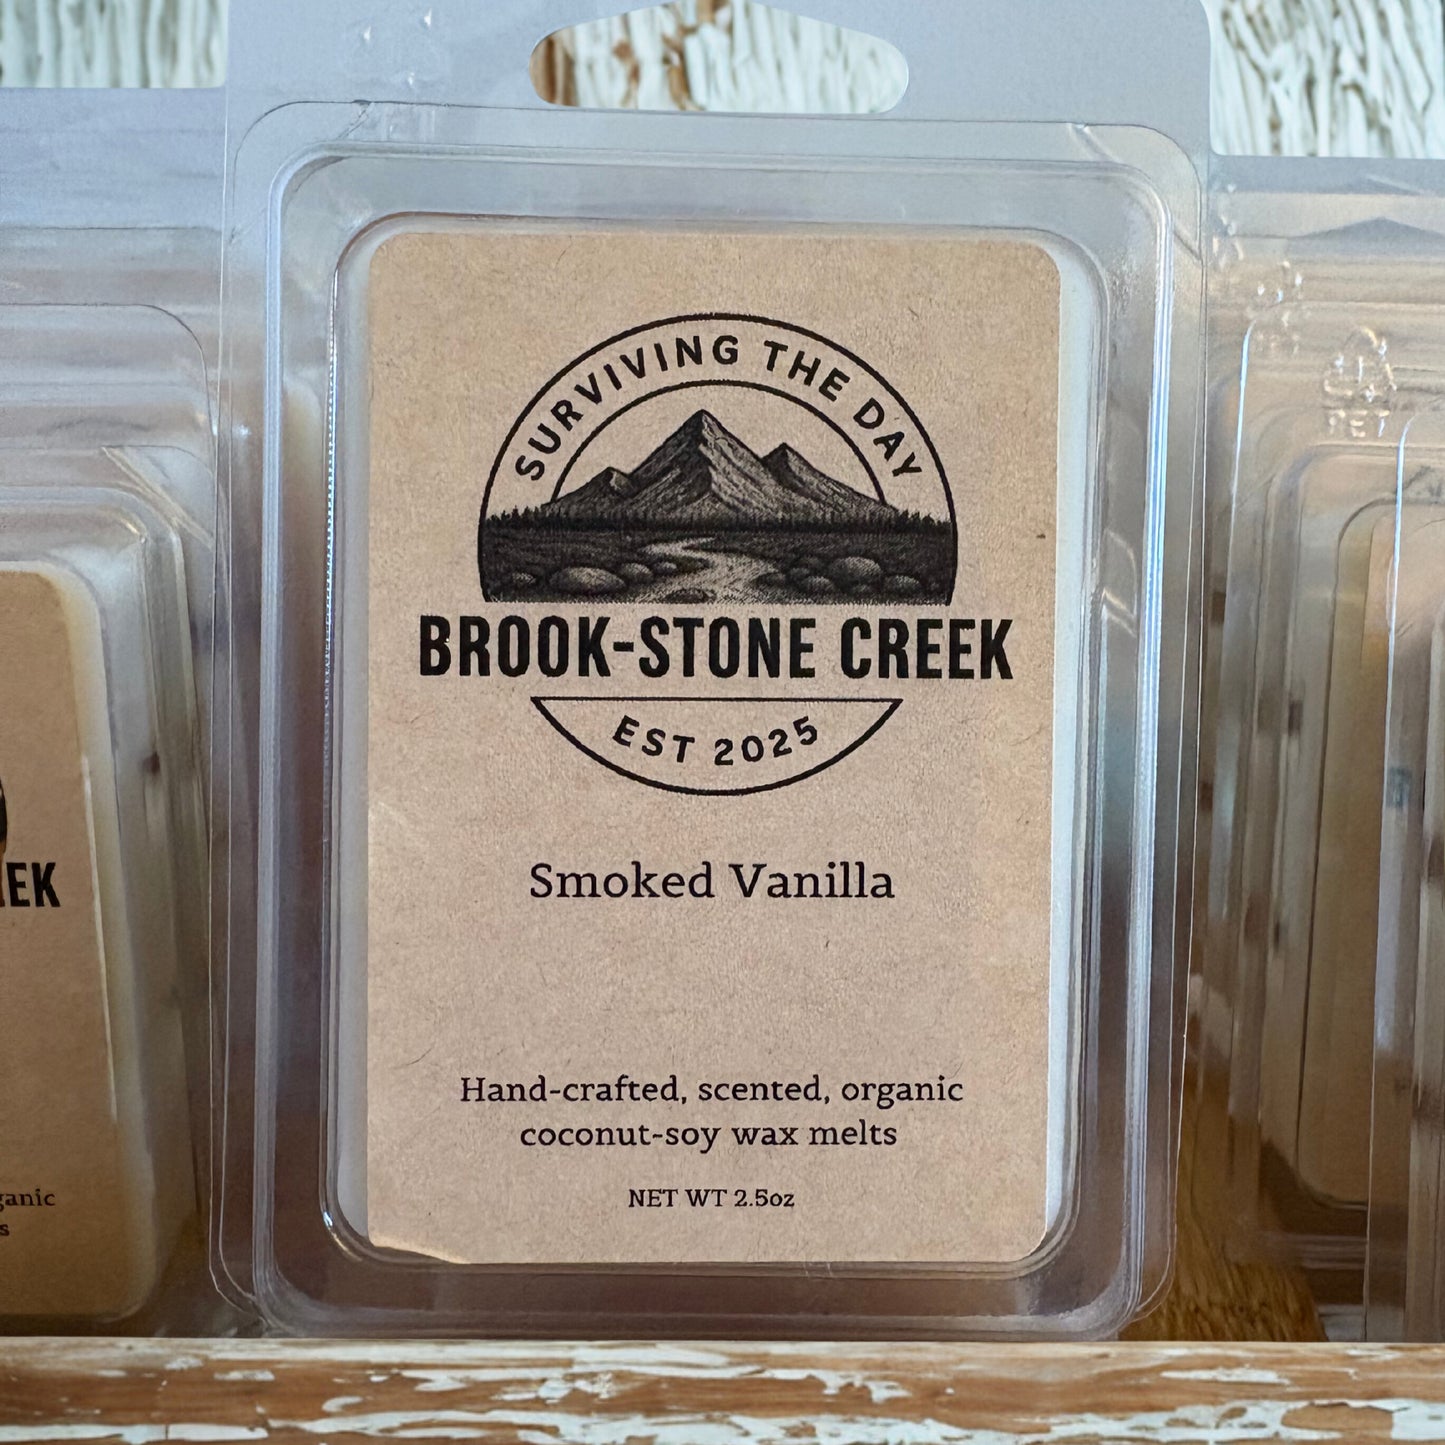 SURVIVING THE DAY
BROOK-STONE CREEK
EST 2025
Smoked Vanilla
Hand-crafted, scented, organic
coconut-soy wax melts
NET WT 2.5oz
PET